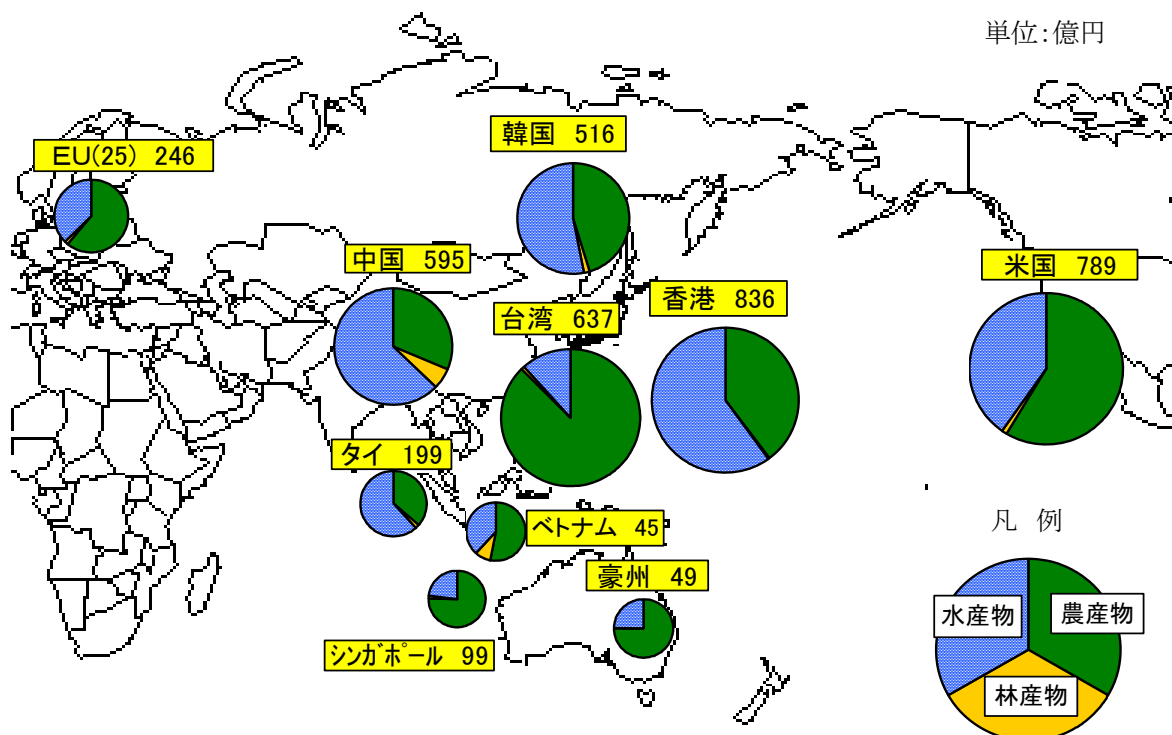 単位:億円
韓国 516
EU(25) 246
中国 595
米国 789
香港 836
台湾 637
タイ 199
ベトナム 45
豪州 49
シンガポール 99
凡 例
水産物
農産物
林産物